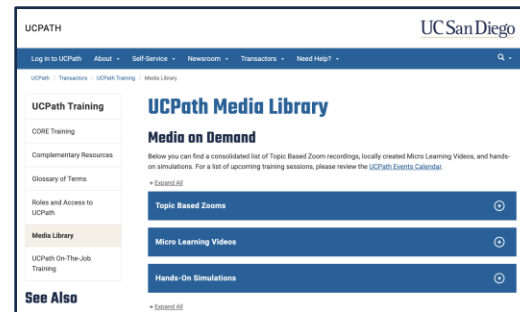 UCPATH
UC San Diego
Log in to UCPath About Self-Service Newsroom Transactors Need Help?
UCPath / Transactors / UCPath Training / Media Library
UCPath Training
CORE Training
Complementary Resources
Glossary of Terms
Roles and Access to
UCPath
Media Library
UCPath On-The-Job
Training
See Also
UCPath Media Library
Media on Demand
Below you can find a consolidated list of Topic Based Zoom recordings, locally created Micro Learning Videos, and hands-
on simulations. For a list of upcoming training sessions, please review the UCPath Events Calendar.
+ Expand All
Topic Based Zooms
Micro Learning Videos
Hands-On Simulations
+ Expand All